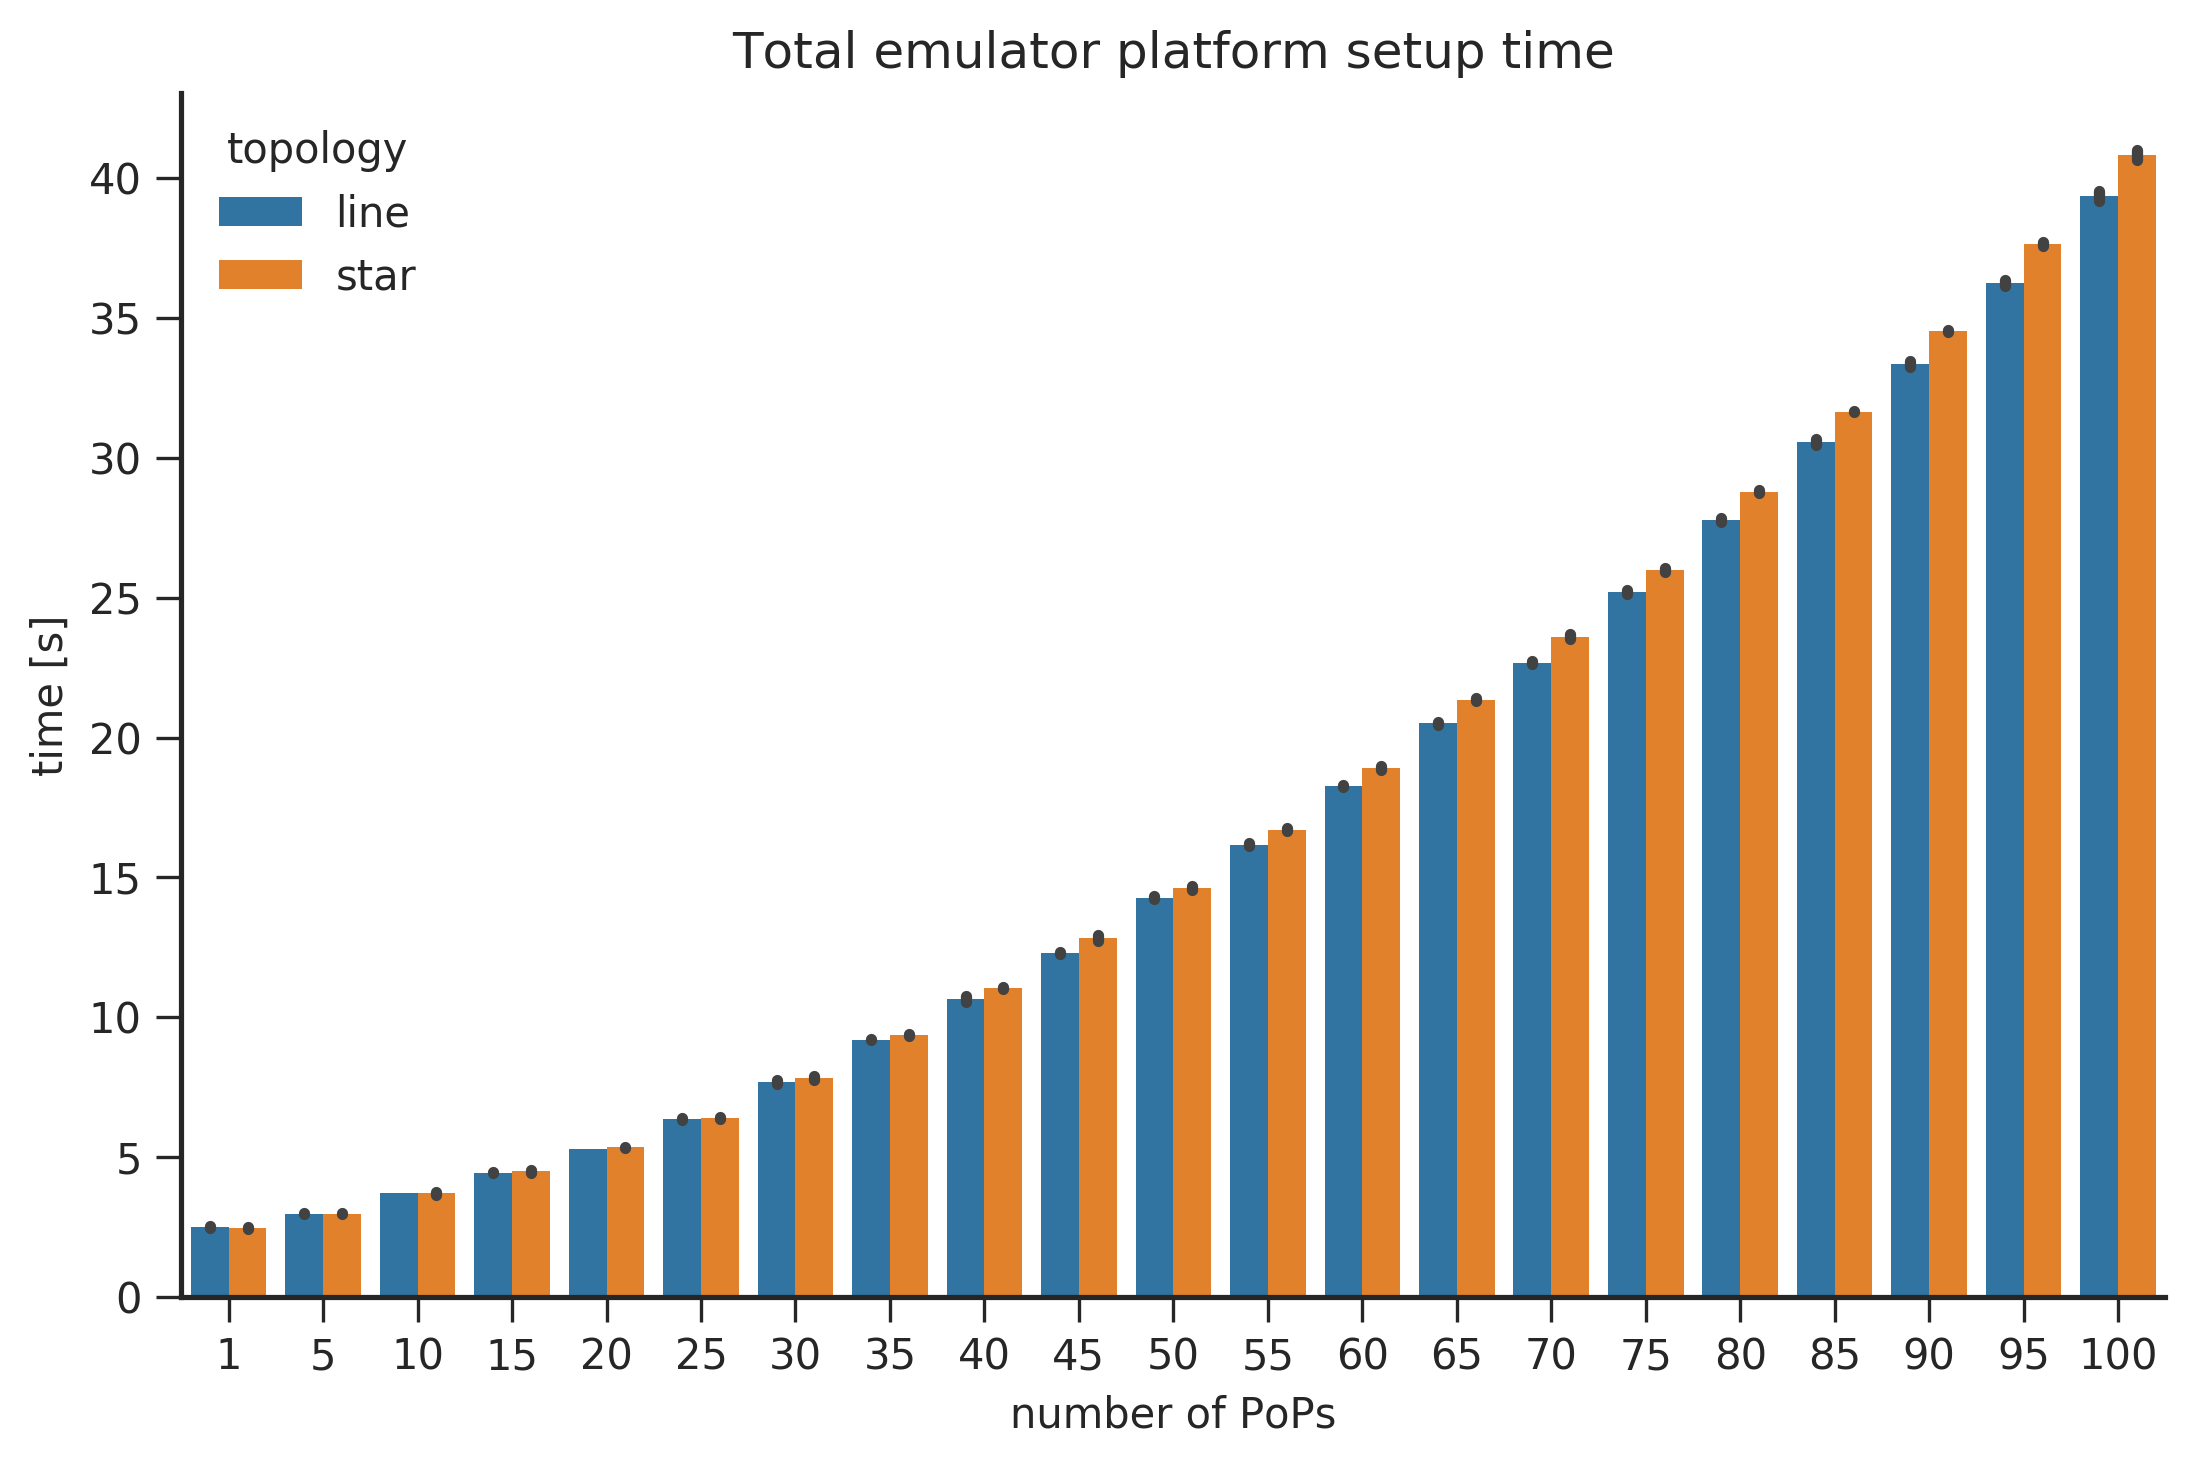 Total emulator platform setup time
topology
line
star
40
35
30
25
20
15
10
5
0
time [s]
1 5 10 15 20 25 30 35 40 45 50 55 60 65 70 75 80 85 90 95 100
number of PoPs